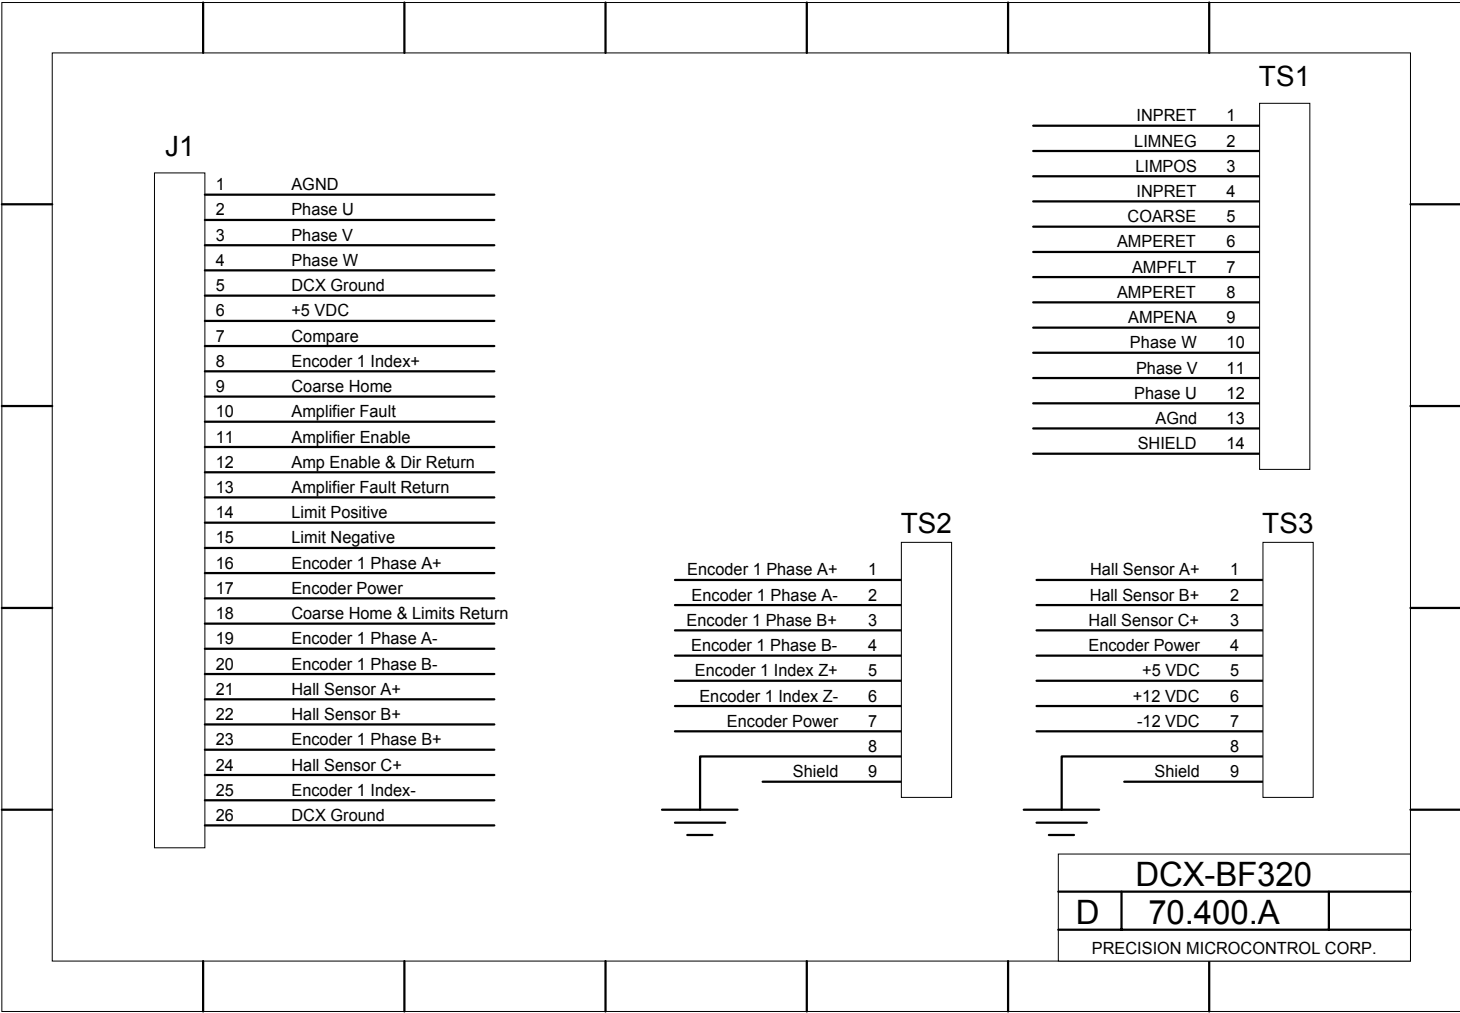 J1
1 AGND
2 Phase U
3 Phase V
4 Phase W
5 DCX Ground
6 +5 VDC
7 Compare
8 Encoder 1 Index+
9 Coarse Home
10 Amplifier Fault
11 Amplifier Enable
12 Amp Enable & Dir Return
13 Amplifier Fault Return
14 Limit Positive
15 Limit Negative
16 Encoder 1 Phase A+
17 Encoder Power
18 Coarse Home & Limits Return
19 Encoder 1 Phase A-
20 Encoder 1 Phase B-
21 Hall Sensor A+
22 Hall Sensor B+
23 Encoder 1 Phase B+
24 Hall Sensor C+
25 Encoder 1 Index-
26 DCX Ground
TS1
INPRET 1
LIMNEG 2
LIMPOS 3
INPRET 4
COARSE 5
AMPERET 6
AMPFLT 7
AMPERET 8
AMPENA 9
Phase W 10
Phase V 11
Phase U 12
AGnd 13
SHIELD 14
TS2
Encoder 1 Phase A+ 1
Encoder 1 Phase A- 2
Encoder 1 Phase B+ 3
Encoder 1 Phase B- 4
Encoder 1 Index Z+ 5
Encoder 1 Index Z- 6
Encoder Power 7
8
Shield 9
TS3
Hall Sensor A+ 1
Hall Sensor B+ 2
Hall Sensor C+ 3
Encoder Power 4
+5 VDC 5
+12 VDC 6
-12 VDC 7
8
Shield 9
DCX-BF320
D 70.400.A
PRECISION MICROCONTROL CORP.